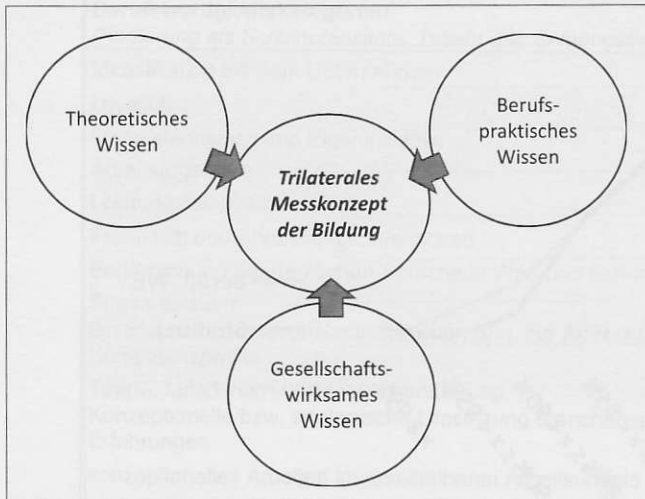 Theoretisches
Wissen
Berufs-
praktisches
Wissen
Trilaterales
Messkonzept
der Bildung
Gesellschafts-
wirksames
Wissen